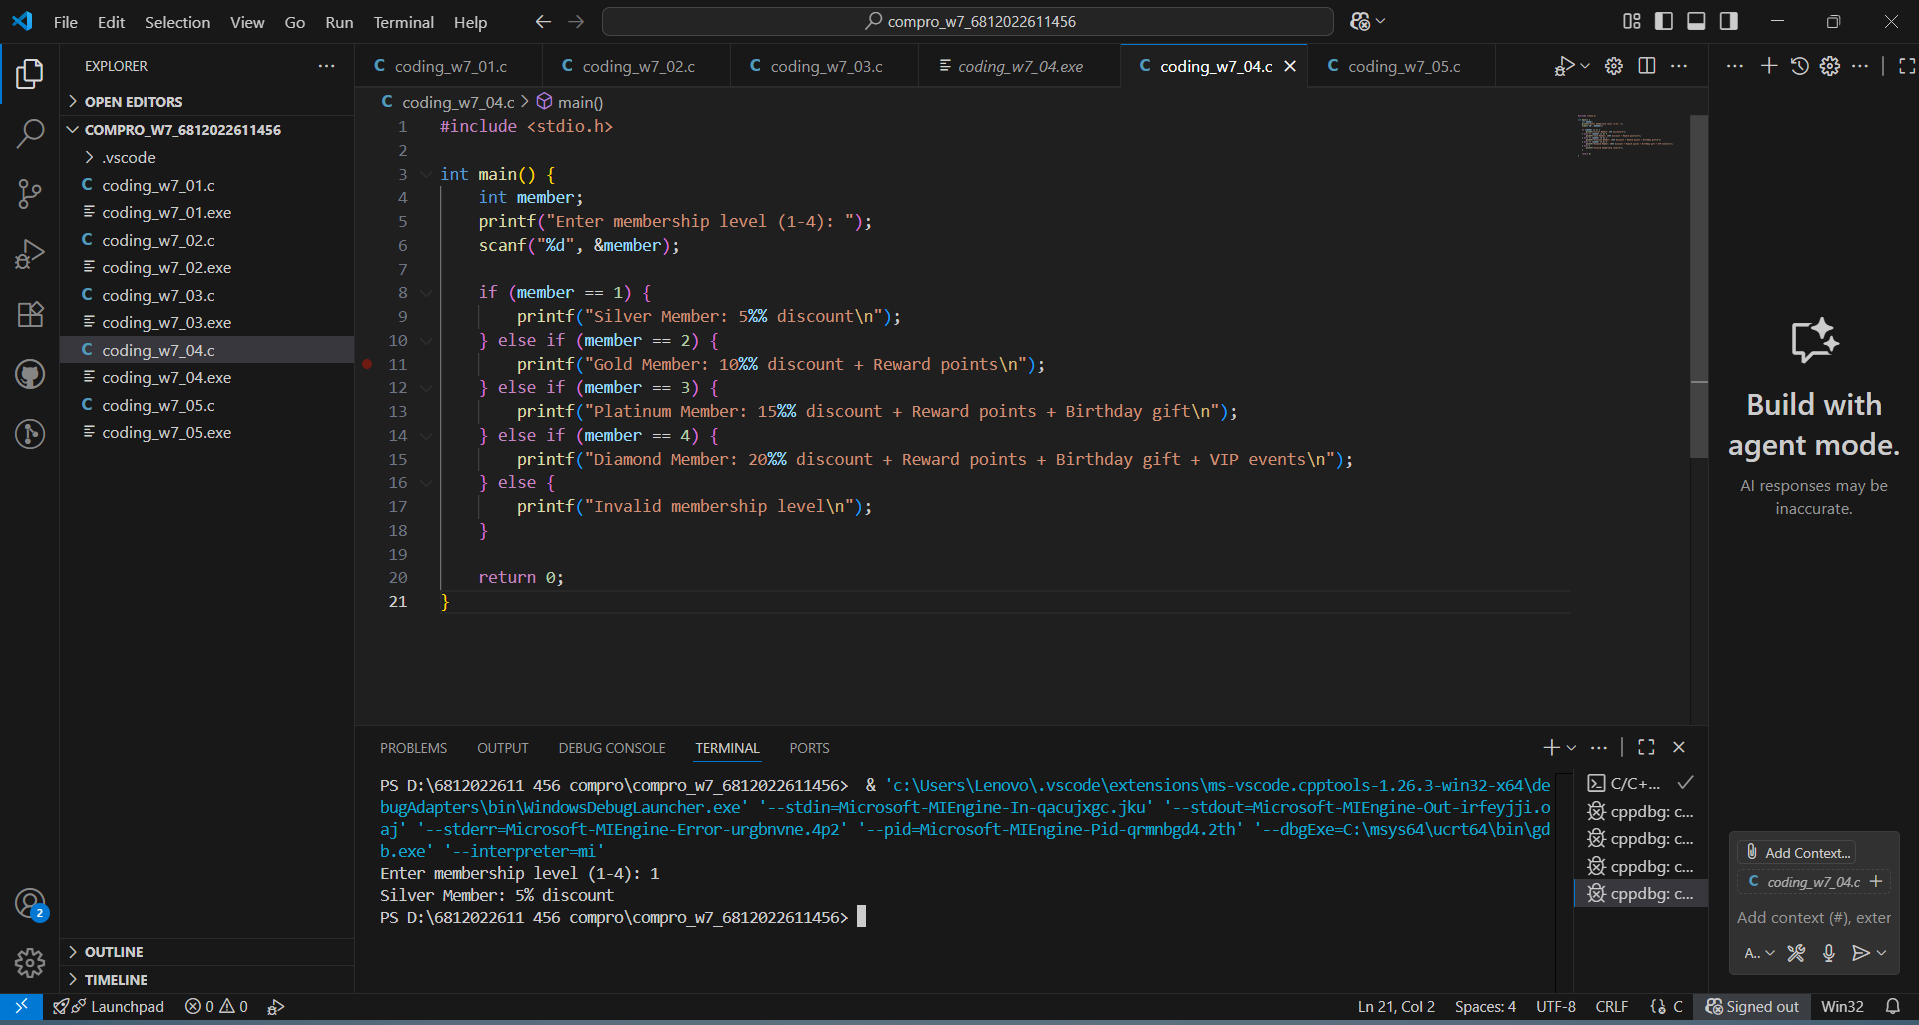 File Edit Selection View Go Run Terminal Help
compro_w7_6812022611456
EXPLORER
OPEN EDITORS
COMPRO_W7_6812022611456
.vscode
coding_w7_01.c
coding_w7_01.exe
coding_w7_02.c
coding_w7_02.exe
coding_w7_03.c
coding_w7_03.exe
coding_w7_04.c
coding_w7_04.exe
coding_w7_05.c
coding_w7_05.exe
OUTLINE
TIMELINE
C coding_w7_01.c C coding_w7_02.c C coding_w7_03.c coding_w7_04.exe C coding_w7_04.c C coding_w7_05.c
C coding_w7_04.c > main()
1 #include <stdio.h>
2
3 int main() {
4 int member;
5 printf("Enter membership level (1-4): ");
6 scanf("%d", &member);
7
8 if (member == 1) {
9 printf("Silver Member: 5%% discount\n");
10 } else if (member == 2) {
11 printf("Gold Member: 10%% discount + Reward points\n");
12 } else if (member == 3) {
13 printf("Platinum Member: 15%% discount + Reward points + Birthday gift\n");
14 } else if (member == 4) {
15 printf("Diamond Member: 20%% discount + Reward points + Birthday gift + VIP events\n");
16 } else {
17 printf("Invalid membership level\n");
18 }
19
20 return 0;
21 }
PROBLEMS OUTPUT DEBUG CONSOLE TERMINAL PORTS
PS D:\6812022611 456 compro\compro_w7_6812022611456>  & 'c:\Users\Lenovo\.vscode\extensions\ms-vscode.cpptools-1.26.3-win32-x64\de
bugAdapters\bin\WindowsDebugLauncher.exe' '--stdin=Microsoft-MIEngine-In-qacujxgc.jku' '--stdout=Microsoft-MIEngine-Out-irfeyjji.o
aj' '--stderr=Microsoft-MIEngine-Error-urgbnvne.4p2' '--pid=Microsoft-MIEngine-Pid-qrmnbgd4.2th' '--dbgExe=C:\msys64\ucrt64\bin\gd
b.exe' '--interpreter=mi'
Enter membership level (1-4): 1
Silver Member: 5% discount
PS D:\6812022611 456 compro\compro_w7_6812022611456>
C/C+...
cppdbg: c...
cppdbg: c...
cppdbg: c...
cppdbg: c...
Build with
agent mode.
AI responses may be
inaccurate.
Add Context...
C coding_w7_04.c +
Add context (#), exter
A..
2
Launchpad 0 0
Ln 21, Col 2 Spaces: 4 UTF-8 CRLF {} C Signed out Win32